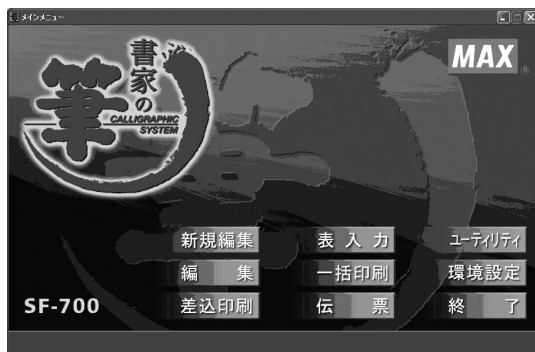 メインメニュー
書家の
筆
CALLIGRAPHIC
SYSTEM
MAX
®
新規編集 表入力 ユーティリティ
編集 一括印刷 環境設定
SF-700 差込印刷 伝票 終了